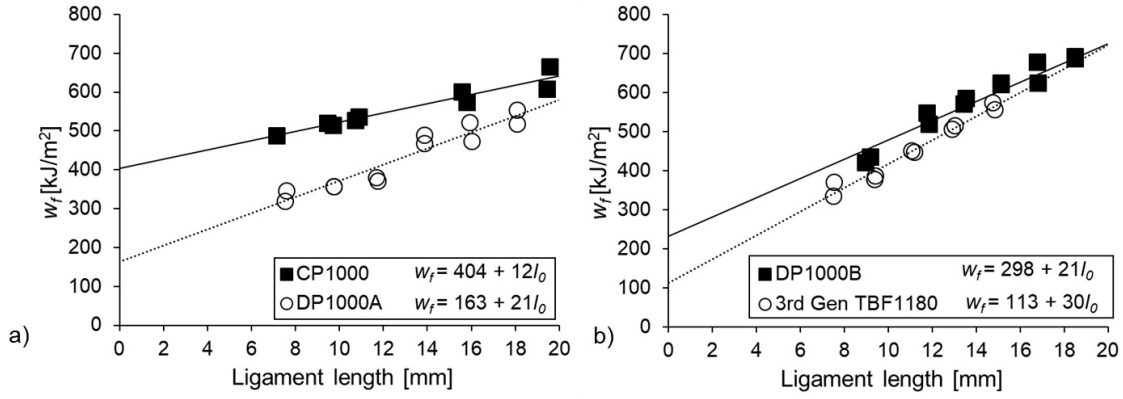 800
700
600
500
400
300
200
100
0
w_f [kJ/m²]
CP1000 w_f = 404 + 12l_0
DP1000A w_f = 163 + 21l_0
0 2 4 6 8 10 12 14 16 18 20
Ligament length [mm]
a)
800
700
600
500
400
300
200
100
0
w_f [kJ/m²]
DP1000B w_f = 298 + 21l_0
3rd Gen TBF1180 w_f = 113 + 30l_0
0 2 4 6 8 10 12 14 16 18 20
Ligament length [mm]
b)